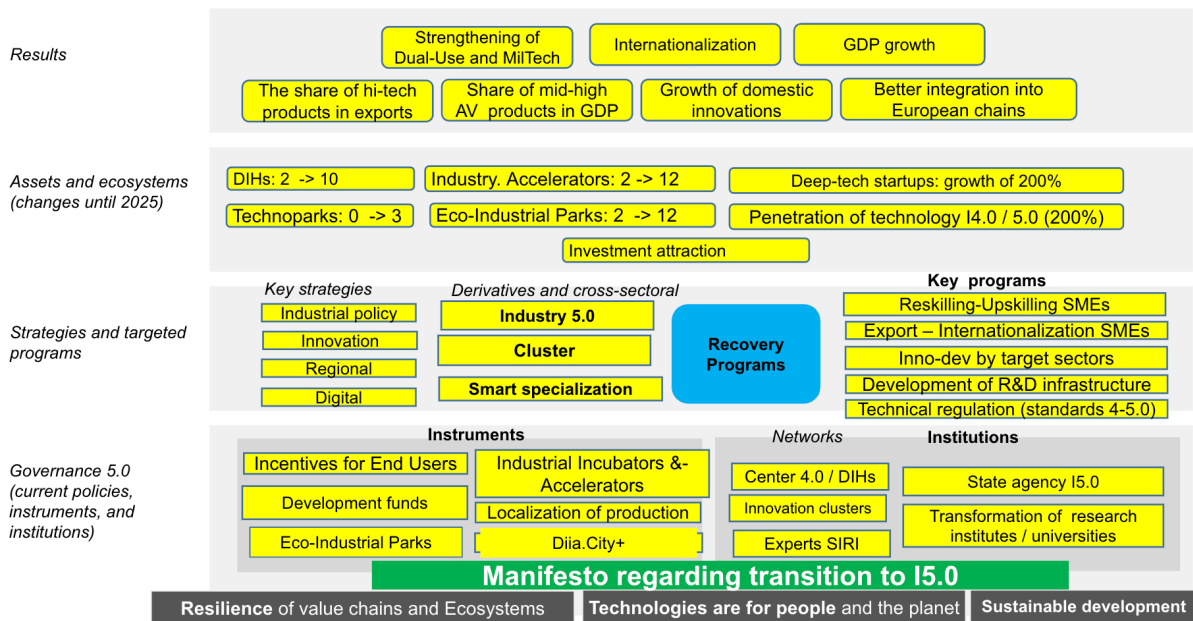 Results
Strengthening of
Dual-Use and MilTech
Internationalization
GDP growth
The share of hi-tech
products in exports
Share of mid-high
AV products in GDP
Growth of domestic
innovations
Better integration into
European chains
Assets and ecosystems
(changes until 2025)
DIHs: 2 -> 10
Industry. Accelerators: 2 -> 12
Deep-tech startups: growth of 200%
Technoparks: 0 -> 3
Eco-Industrial Parks: 2 -> 12
Penetration of technology I4.0 / 5.0 (200%)
Investment attraction
Strategies and targeted
programs
Key strategies
Industrial policy
Innovation
Regional
Digital
Derivatives and cross-sectoral
Industry 5.0
Cluster
Smart specialization
Recovery
Programs
Key programs
Reskilling-Upskilling SMEs
Export – Internationalization SMEs
Inno-dev by target sectors
Development of R&D infrastructure
Technical regulation (standards 4-5.0)
Governance 5.0
(current policies,
instruments, and
institutions)
Instruments
Incentives for End Users
Development funds
Eco-Industrial Parks
Industrial Incubators &-
Accelerators
Localization of production
Diia.City+
Networks
Center 4.0 / DIHs
Innovation clusters
Experts SIRI
Institutions
State agency I5.0
Transformation of research
institutes / universities
Manifesto regarding transition to I5.0
Resilience of value chains and Ecosystems
Technologies are for people and the planet
Sustainable development